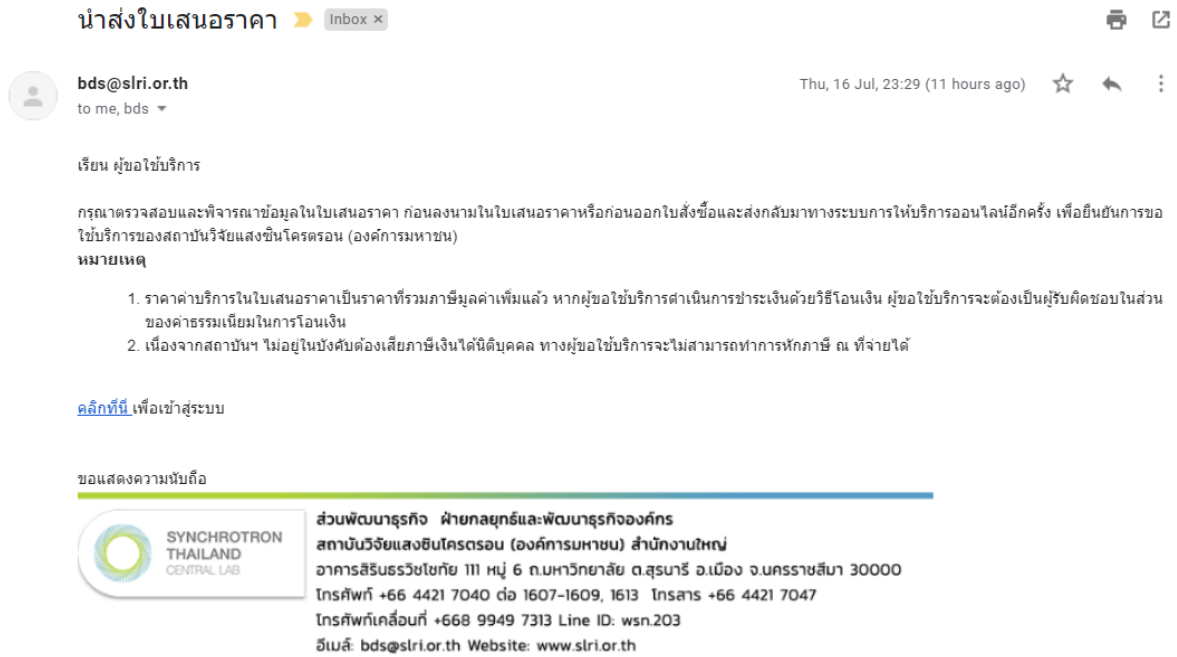 นำส่งใบเสนอราคา Inbox ×
bds@slri.or.th Thu, 16 Jul, 23:29 (11 hours ago)
to me, bds
เรียน ผู้ขอใช้บริการ
กรุณาตรวจสอบและพิจารณาข้อมูลในใบเสนอราคา ก่อนลงนามในใบเสนอราคาหรือก่อนออกใบสั่งซื้อและส่งกลับมาทางระบบการให้บริการออนไลน์อีกครั้ง เพื่อยืนยันการขอ
ใช้บริการของสถาบันวิจัยแสงซินโครตรอน (องค์การมหาชน)
หมายเหตุ
1. ราคาค่าบริการในใบเสนอราคาเป็นราคาที่รวมภาษีมูลค่าเพิ่มแล้ว หากผู้ขอใช้บริการดำเนินการชำระเงินด้วยวิธีโอนเงิน ผู้ขอใช้บริการจะต้องเป็นผู้รับผิดชอบในส่วน
ของค่าธรรมเนียมในการโอนเงิน
2. เนื่องจากสถาบันฯ ไม่อยู่ในบังคับต้องเสียภาษีเงินได้นิติบุคคล ทางผู้ขอใช้บริการจะไม่สามารถทำการหักภาษี ณ ที่จ่ายได้
คลิกที่นี่ เพื่อเข้าสู่ระบบ
ขอแสดงความนับถือ
SYNCHROTRON
THAILAND
CENTRAL LAB
ส่วนพัฒนาธุรกิจ ฝ่ายกลยุทธ์และพัฒนาธุรกิจองค์กร
สถาบันวิจัยแสงซินโครตรอน (องค์การมหาชน) สำนักงานใหญ่
อาคารสิรินธรวิชโชทัย 111 หมู่ 6 ถ.มหาวิทยาลัย ต.สุรนารี อ.เมือง จ.นครราชสีมา 30000
โทรศัพท์ +66 4421 7040 ต่อ 1607-1609, 1613 โทรสาร +66 4421 7047
โทรศัพท์เคลื่อนที่ +668 9949 7313 Line ID: wsn.203
อีเมล์: bds@slri.or.th Website: www.slri.or.th